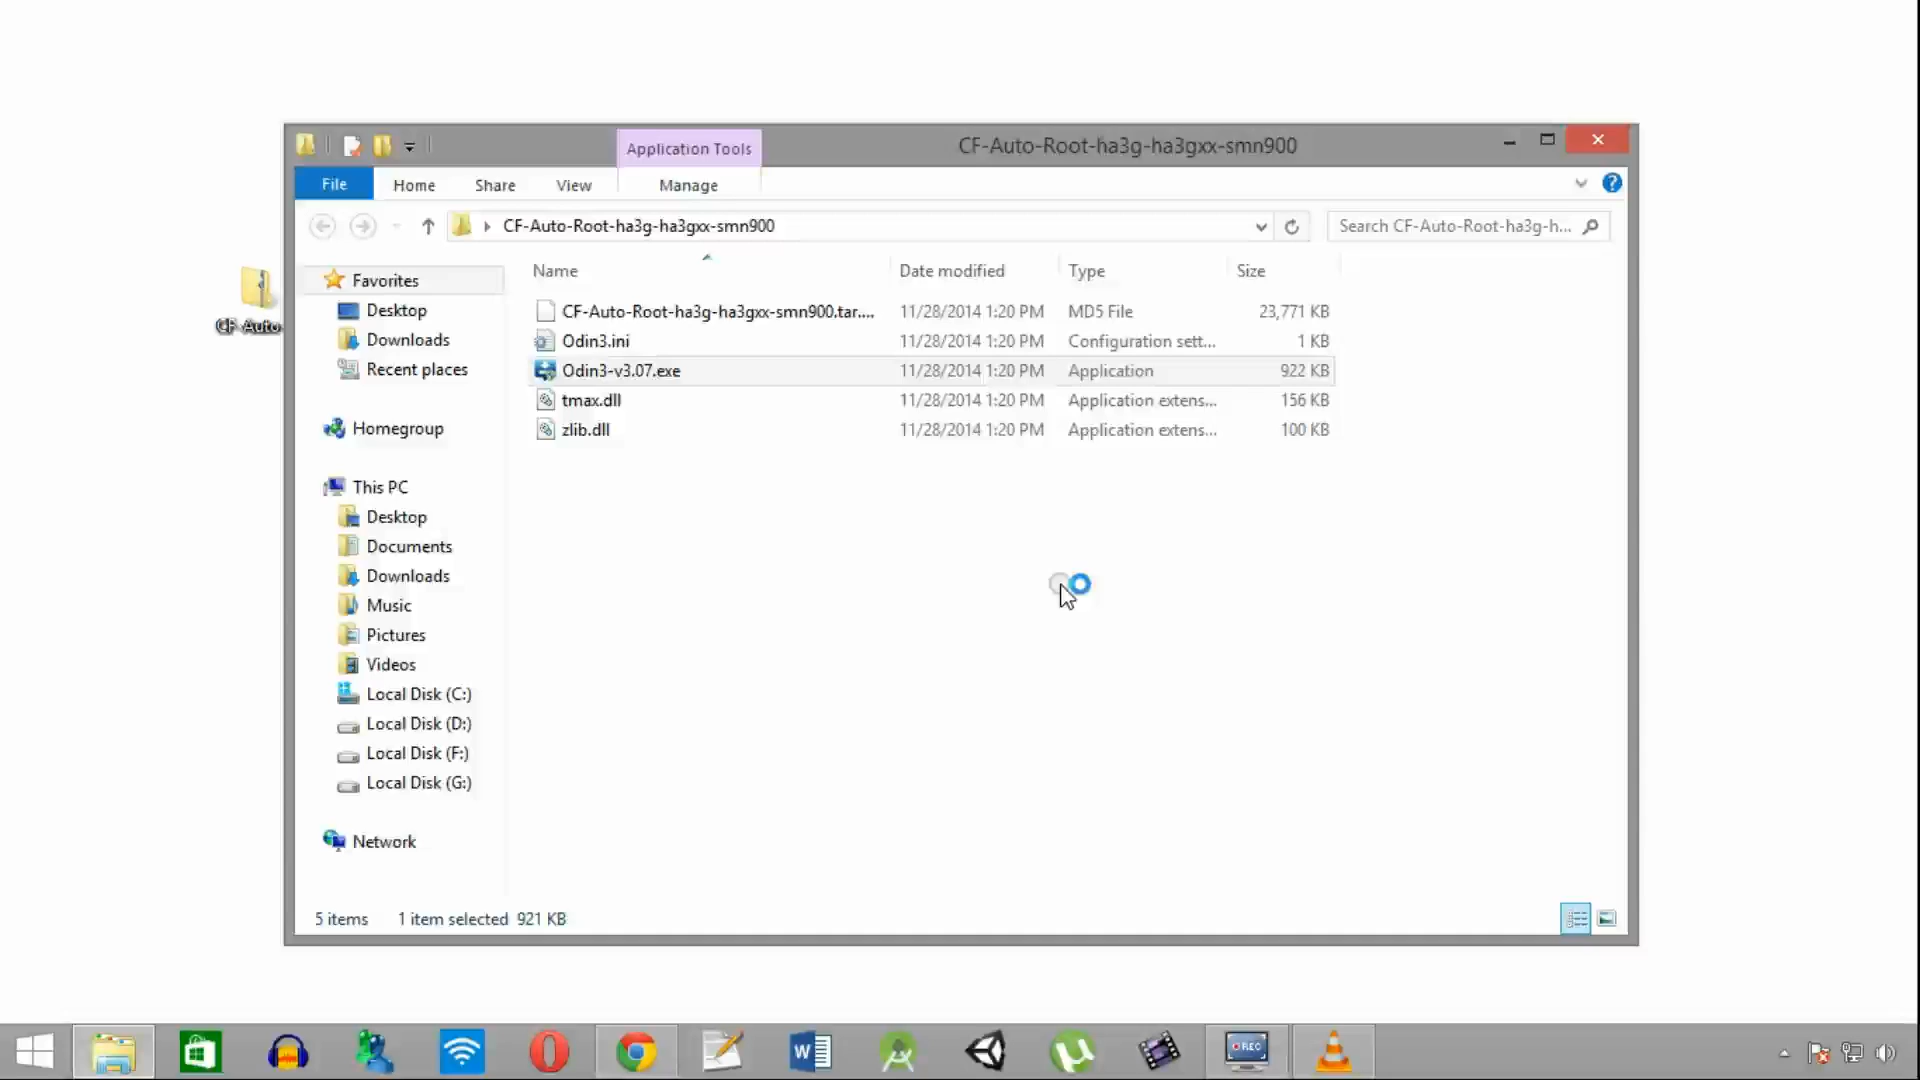 Application Tools
CF-Auto-Root-ha3g-ha3gxx-smn900
File
Home
Share
View
Manage
CF-Auto-Root-ha3g-ha3gxx-smn900
Search CF-Auto-Root-ha3g-h...
Name
Date modified
Type
Size
CF-Auto-Root-ha3g-ha3gxx-smn900.tar.... 11/28/2014 1:20 PM MD5 File 23,771 KB
Odin3.ini 11/28/2014 1:20 PM Configuration sett... 1 KB
Odin3-v3.07.exe 11/28/2014 1:20 PM Application 922 KB
tmax.dll 11/28/2014 1:20 PM Application extens... 156 KB
zlib.dll 11/28/2014 1:20 PM Application extens... 100 KB
CF-Auto
Favorites
Desktop
Downloads
Recent places
Homegroup
This PC
Desktop
Documents
Downloads
Music
Pictures
Videos
Local Disk (C:)
Local Disk (D:)
Local Disk (F:)
Local Disk (G:)
Network
5 items 1 item selected 921 KB
W
REC